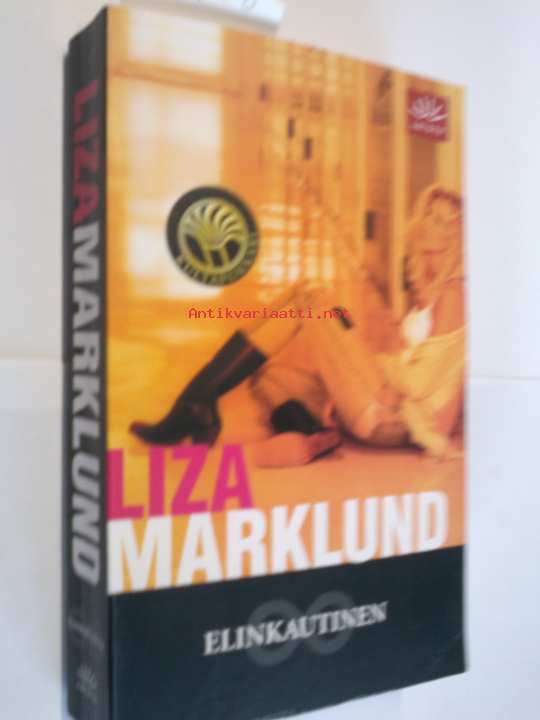 LIZA MARKLUND
Antikvariaatti.net
LIZA
MARKLUND
ELINKAUTINEN